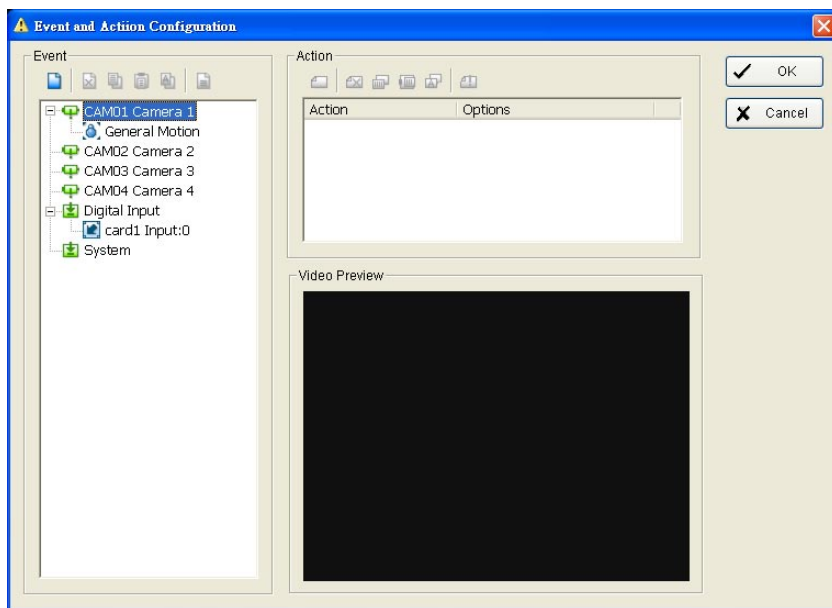 Event and Actiion Configuration
Event
CAM01 Camera 1
General Motion
CAM02 Camera 2
CAM03 Camera 3
CAM04 Camera 4
Digital Input
card1 Input:0
System
Action
Action Options
Video Preview
OK
Cancel